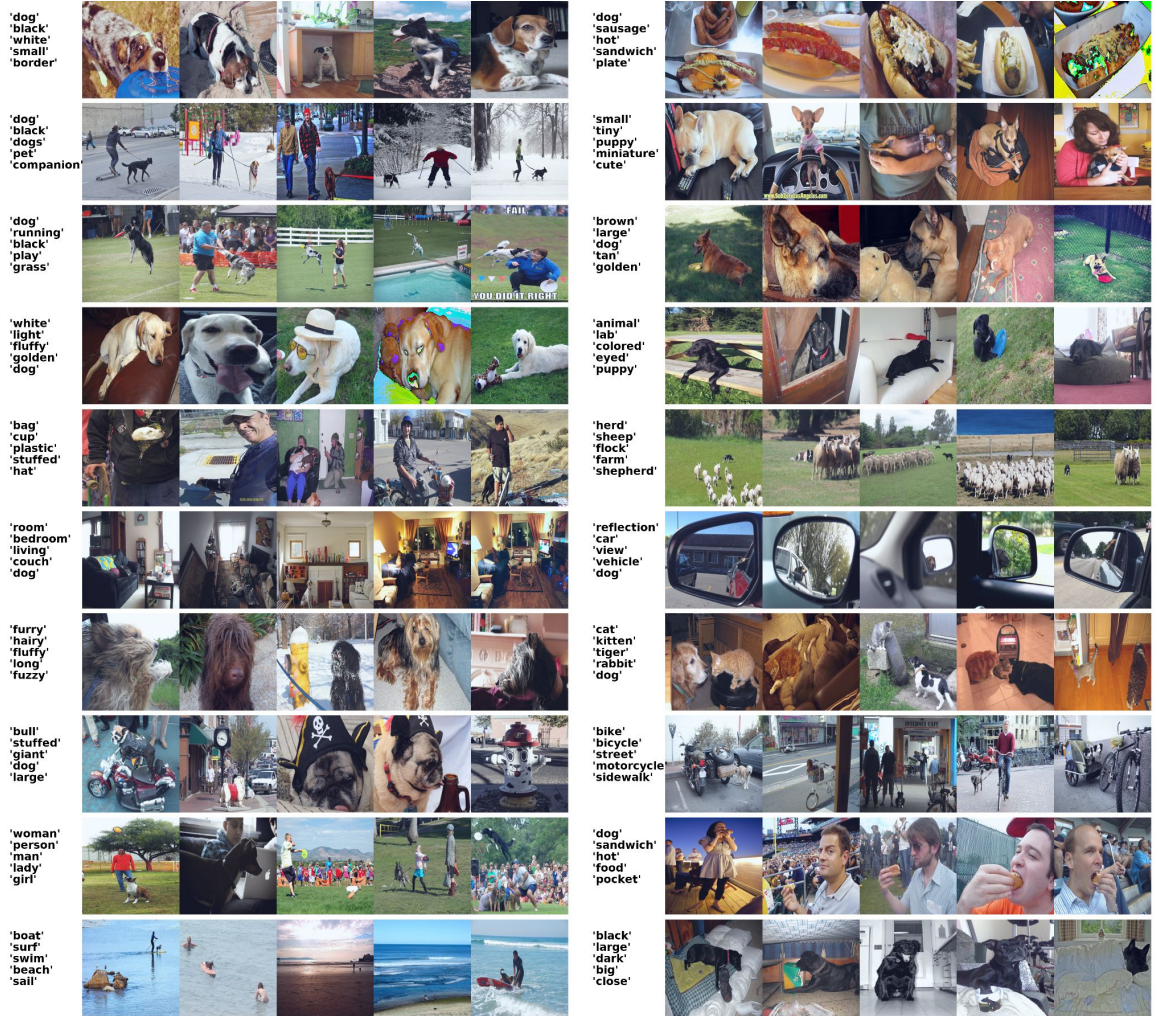 'dog'
'black'
'white'
'small'
'border'
'dog'
'sausage'
'hot'
'sandwich'
'plate'
'dog'
'black'
'dogs'
'pet'
'companion'
'small'
'tiny'
'puppy'
'miniature'
'cute'
'dog'
'running'
'black'
'play'
'grass'
FAIL
YOU DID IT RIGHT
'brown'
'large'
'dog'
'tan'
'golden'
'white'
'light'
'fluffy'
'golden'
'dog'
'animal'
'lab'
'colored'
'eyed'
'puppy'
'bag'
'cup'
'plastic'
'stuffed'
'hat'
'herd'
'sheep'
'flock'
'farm'
'shepherd'
'room'
'bedroom'
'living'
'couch'
'dog'
'reflection'
'car'
'view'
'vehicle'
'dog'
'furry'
'hairy'
'fluffy'
'long'
'fuzzy'
'cat'
'kitten'
'tiger'
'rabbit'
'dog'
'bull'
'stuffed'
'giant'
'dog'
'large'
'bike'
'bicycle'
'street'
'motorcycle'
'sidewalk'
INTERNET CAFE
'woman'
'person'
'man'
'lady'
'girl'
'dog'
'sandwich'
'hot'
'food'
'pocket'
'boat'
'surf'
'swim'
'beach'
'sail'
'black'
'large'
'dark'
'big'
'close'